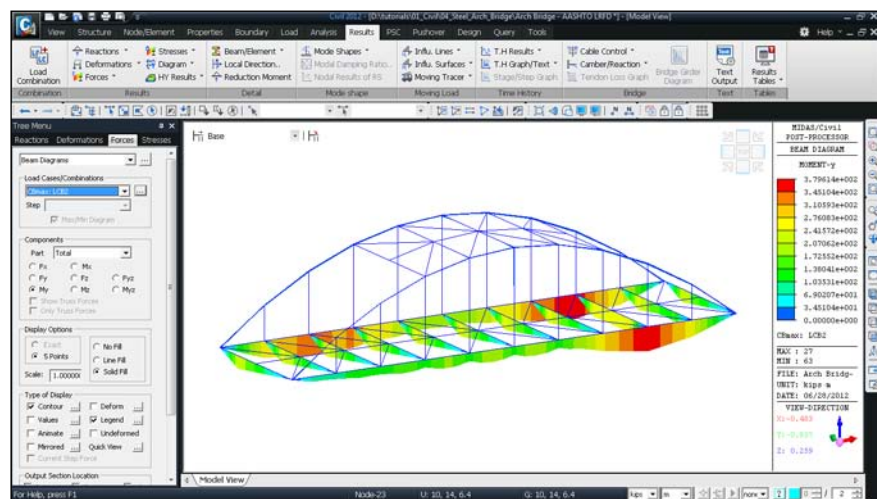 Civil 2012 - [D:\tutorials\01_Civil\04_Steel_Arch_Bridge\Arch Bridge - AASHTO LRFD *] - [Model View]
View Structure Node/Element Properties Boundary Load Analysis Results PSC Pushover Design Query Tools Help
Reactions Stresses Beam/Element Mode Shapes Influ. Lines T.H Results Cable Control
Load Combination Deformations Diagram Local Direction.. Modal Damping Ratio.. Influ. Surfaces T.H Graph/Text Camber/Reaction Bridge Girder Diagram Text Output Results Tables
Forces HY Results Reduction Moment Nodal Results of RS Moving Tracer Stage/Step Graph Tendon Loss Graph
Combination Results Detail Mode shape Moving Load Time History Bridge Text Tables
Tree Menu
Base
Reactions Deformations Forces Stresses
Beam Diagrams
Load Cases/Combinations
CBmax: LCB2
Step
Max/Min Diagram
Components
Part Total
Fx Mx
Fy Fz Fyz
My Mz Myz
Show Truss Forces
Only Truss Forces
Display Options
Exact No Fill
5 Points Line Fill
Scale: 1.00000 Solid Fill
Type of Display
Contour ... Deform ...
Values ... Legend ...
Animate ... Undeformed
Mirrored ... Quick View ...
Current Step Force
Output Section Location
MIDAS/Civil
POST-PROCESSOR
BEAM DIAGRAM
MOMENT-y
3.79614e+002
3.45104e+002
3.10593e+002
2.76083e+002
2.41572e+002
2.07062e+002
1.72552e+002
1.38041e+002
1.03531e+002
6.90207e+001
3.45104e+001
0.00000e+000
CBmax: LCB2
MAX : 27
MIN : 63
FILE: Arch Bridg~
UNIT: kips m
DATE: 06/28/2012
VIEW-DIRECTION
X:-0.483
Z: 0.259
Model View
For Help, press F1
Node-23
U: 10, 14, 6.4
G: 10, 14, 6.4
kips m
2